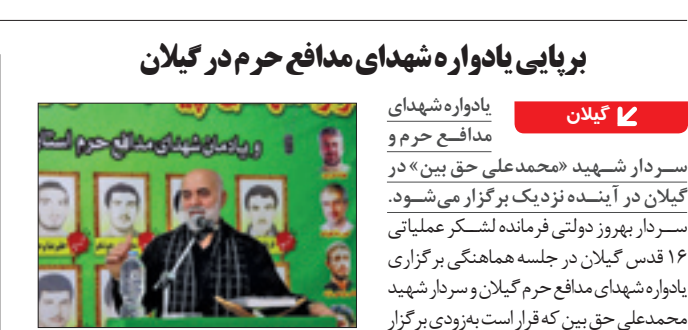 برپایی یادواره شهدای مدافع حرم در گیلان
گیلان
یادواره شهدای
مدافع حرم و
سردار شهید «محمدعلی حق بین» در
گیلان در آینده نزدیک برگزار می‌شود.
سردار بهروز دولتی فرمانده لشکر عملیاتی
۱۶ قدس گیلان در جلسه هماهنگی برگزاری
یادواره شهدای مدافع حرم گیلان و سردار شهید
محمدعلی حق بین که قرار است به‌زودی برگزار
و یادمان شهدای مدافع حرم استا